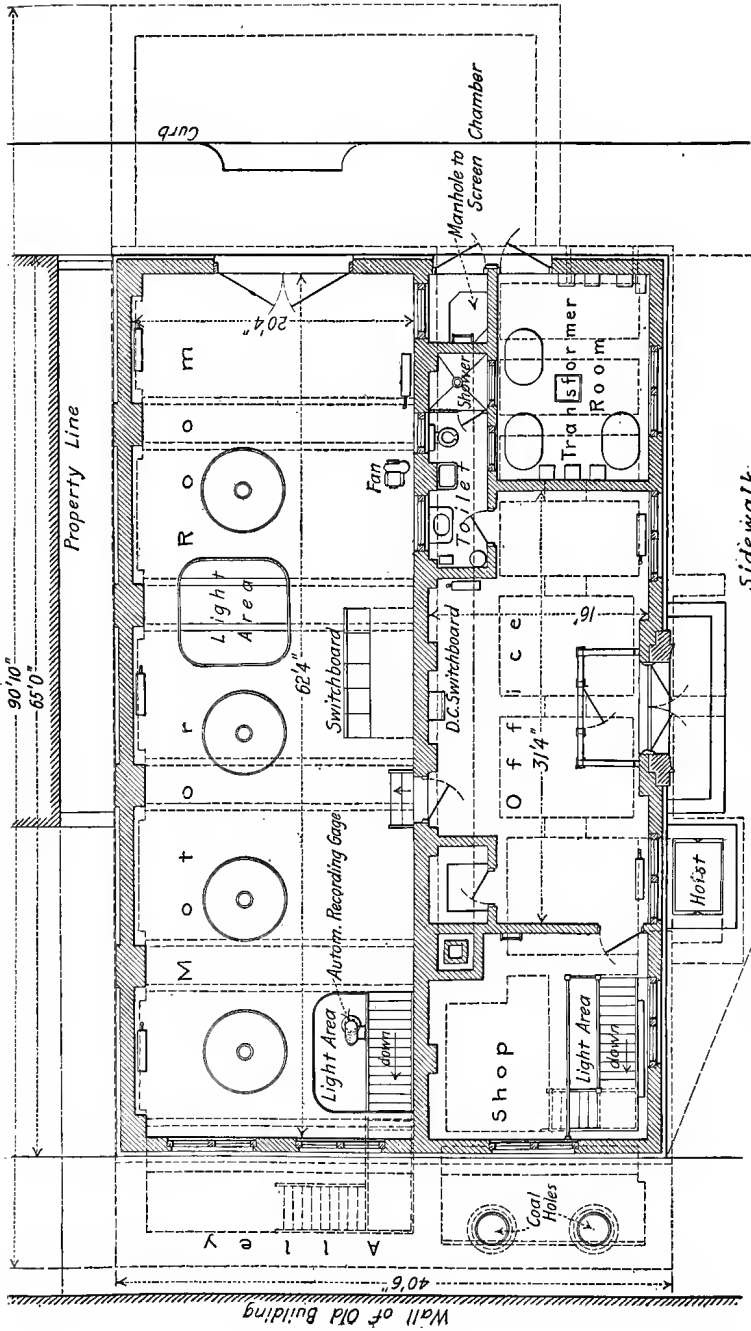 90'10"
65'0"
Property Line
Curb
Manhole to
Screen Chamber
20'4"
Motor Room
Light
Area
62'4"
Switchboard
Fan
Autom. Recording Gage
Light Area
down
Shower
Toilet
Transformer
Room
D.C. Switchboard
16'
Office
31'4"
Shop
Light Area
down
Hoist
Sidewalk
Alley
Coal
Holes
40'6"
Wall of Old Building